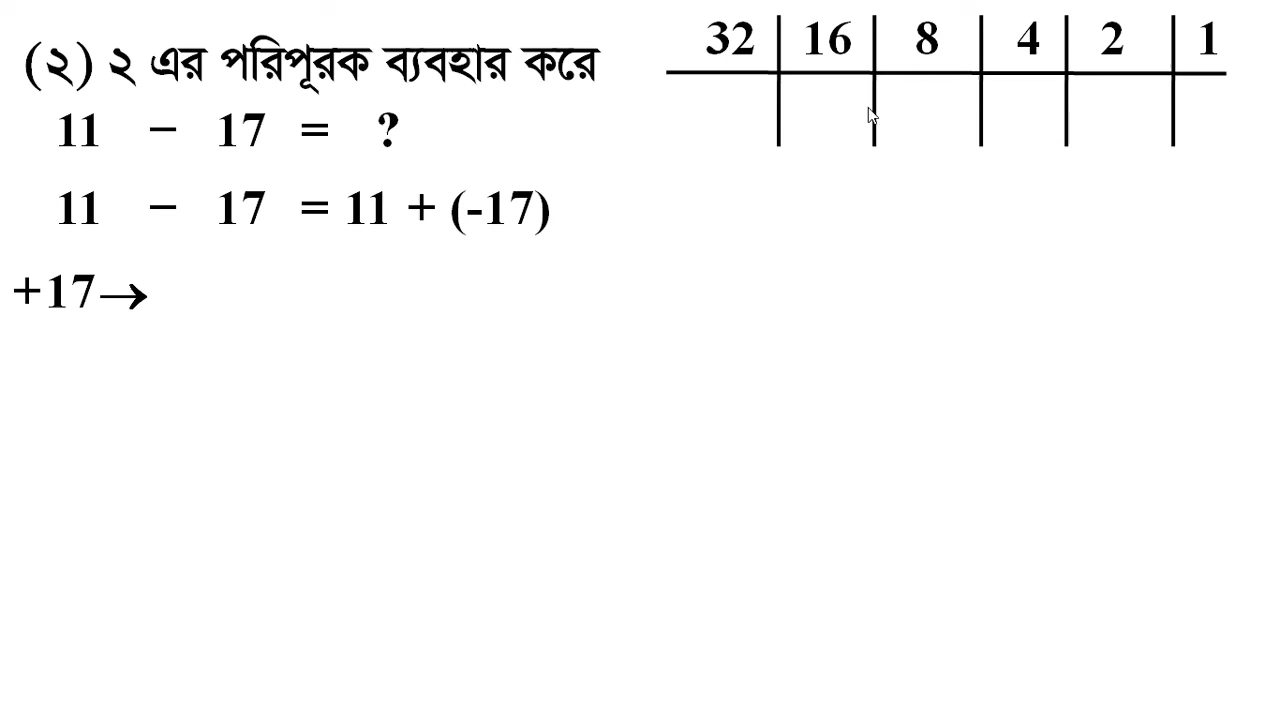 (২) ২ এর পরিপূরক ব্যবহার করে
11 − 17 = ?
11 − 17 = 11 + (-17)
+17→
32 16 8 4 2 1